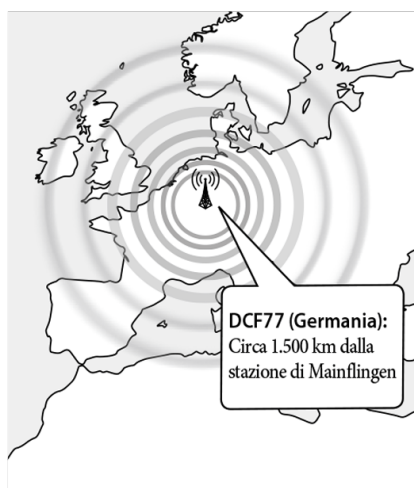 DCF77 (Germania):
Circa 1.500 km dalla
stazione di Mainflingen